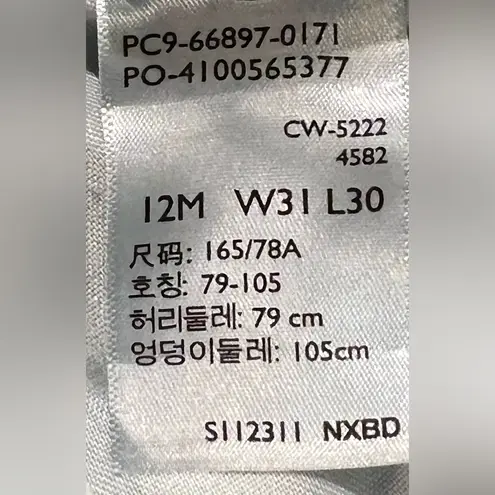 PC9-66897-0171
PO-4100565377
CW-5222
4582
12M W31 L30
尺码: 165/78A
호칭: 79-105
허리둘레: 79 cm
엉덩이둘레: 105cm
S112311 NXBD